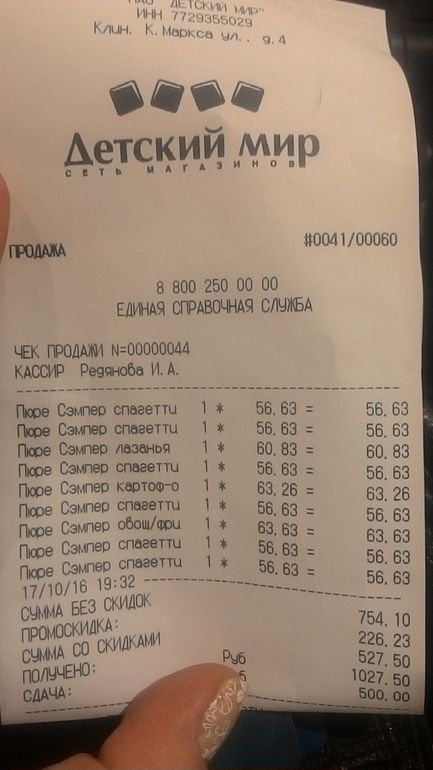 ДЕТСКИЙ МИР"
ИНН 7729355029
Клин. К.Маркса ул.. д.4
Детский мир
СЕТЬ МАГАЗИНОВ
ПРОДАЖА #0041/00060
8 800 250 00 00
ЕДИНАЯ СПРАВОЧНАЯ СЛУЖБА
ЧЕК ПРОДАЖИ N=00000044
КАССИР Редянова И. А.
Пюре Сэмпер спагетти 1 * 56.63 = 56.63
Пюре Сэмпер спагетти 1 * 56.63 = 56.63
Пюре Сэмпер лазанья 1 * 60.83 = 60.83
Пюре Сэмпер спагетти 1 * 56.63 = 56.63
Пюре Сэмпер картоф-о 1 * 63.26 = 63.26
Пюре Сэмпер спагетти 1 * 56.63 = 56.63
Пюре Сэмпер овощ/фри 1 * 63.63 = 63.63
Пюре Сэмпер спагетти 1 * 56.63 = 56.63
Пюре Сэмпер спагетти 1 * 56.63 = 56.63
17/10/16 19:32
СУММА БЕЗ СКИДОК 754.10
ПРОМОСКИДКА: 226.23
СУММА СО СКИДКАМИ 527.50
ПОЛУЧЕНО: Руб 1027.50
СДАЧА: 500.00